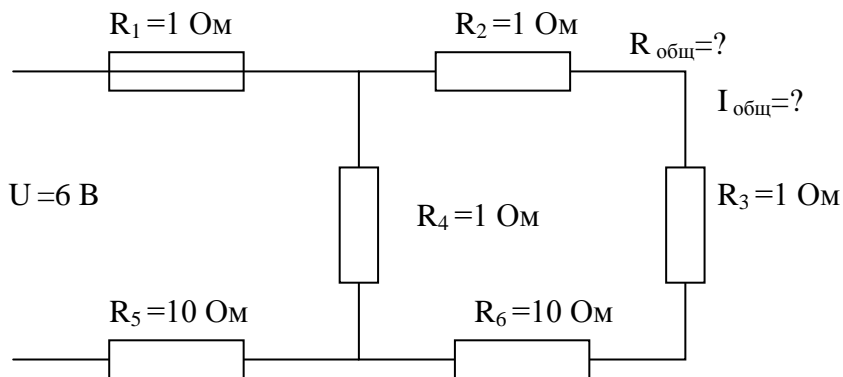 R1 =1 Ом
R2 =1 Ом
R общ=?
I общ=?
U =6 В
R4 =1 Ом
R3 =1 Ом
R5 =10 Ом
R6 =10 Ом